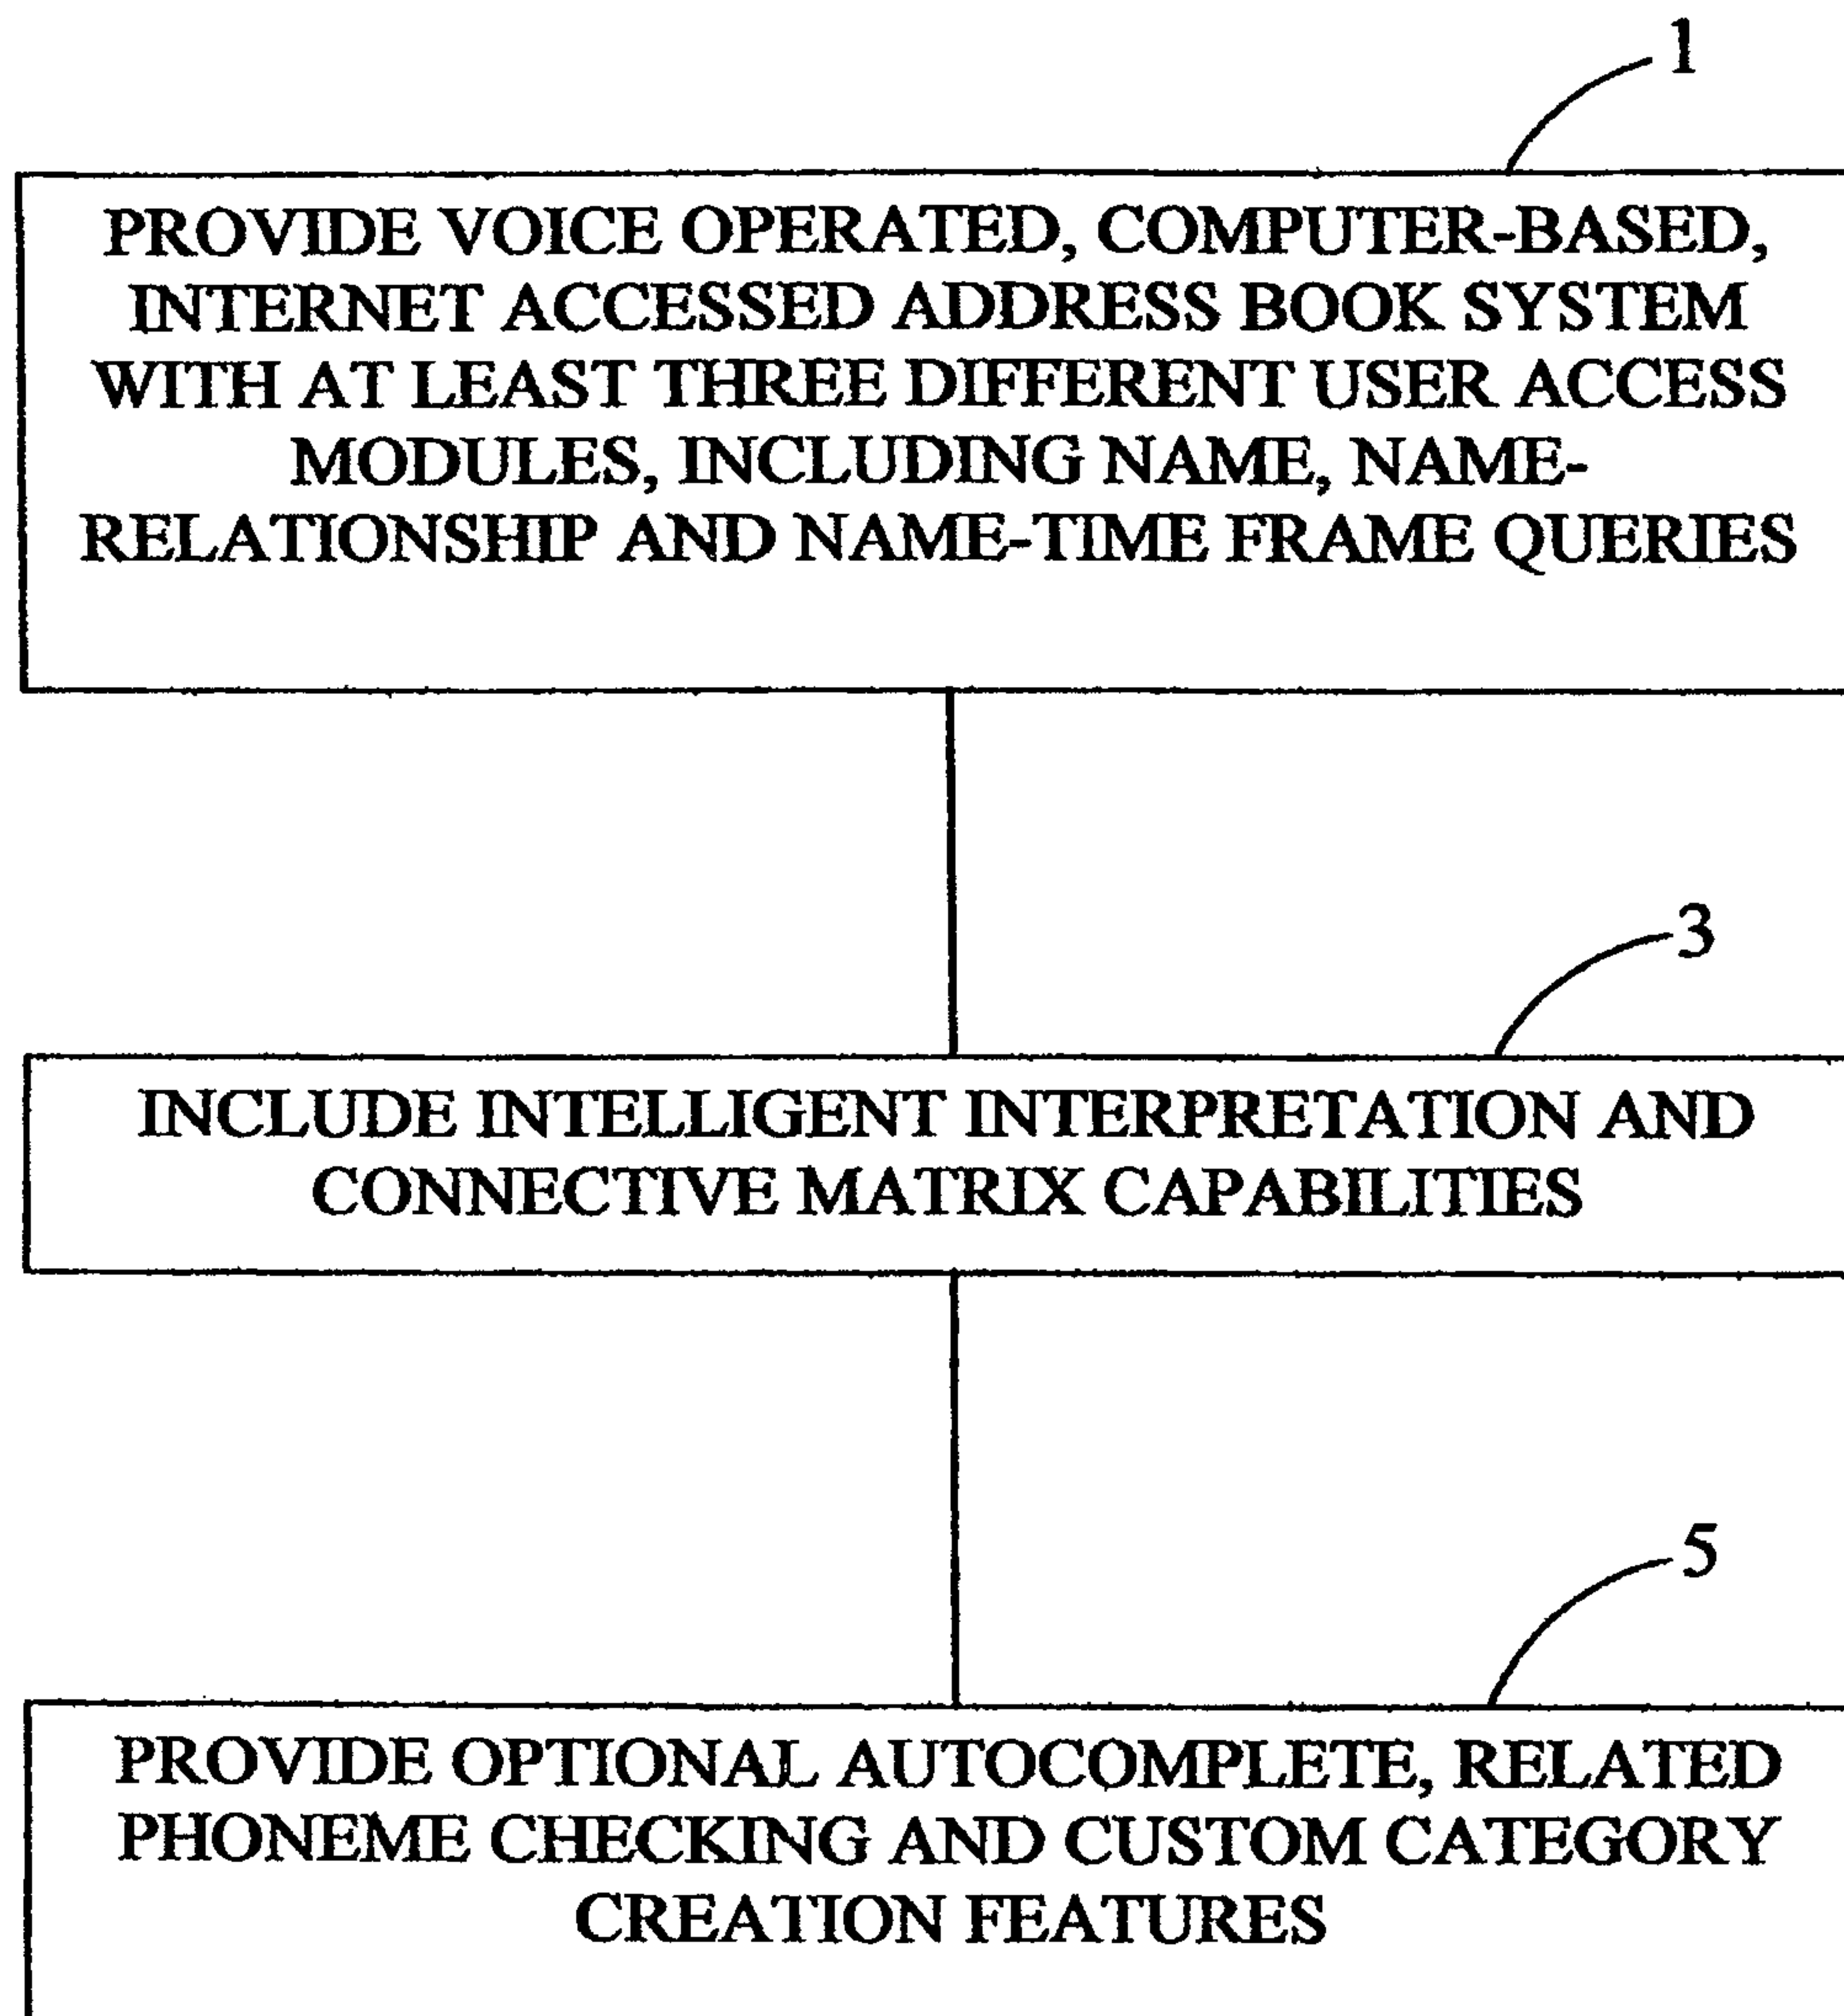 1
PROVIDE VOICE OPERATED, COMPUTER-BASED,
INTERNET ACCESSED ADDRESS BOOK SYSTEM
WITH AT LEAST THREE DIFFERENT USER ACCESS
MODULES, INCLUDING NAME, NAME-
RELATIONSHIP AND NAME-TIME FRAME QUERIES
3
INCLUDE INTELLIGENT INTERPRETATION AND
CONNECTIVE MATRIX CAPABILITIES
5
PROVIDE OPTIONAL AUTOCOMPLETE, RELATED
PHONEME CHECKING AND CUSTOM CATEGORY
CREATION FEATURES